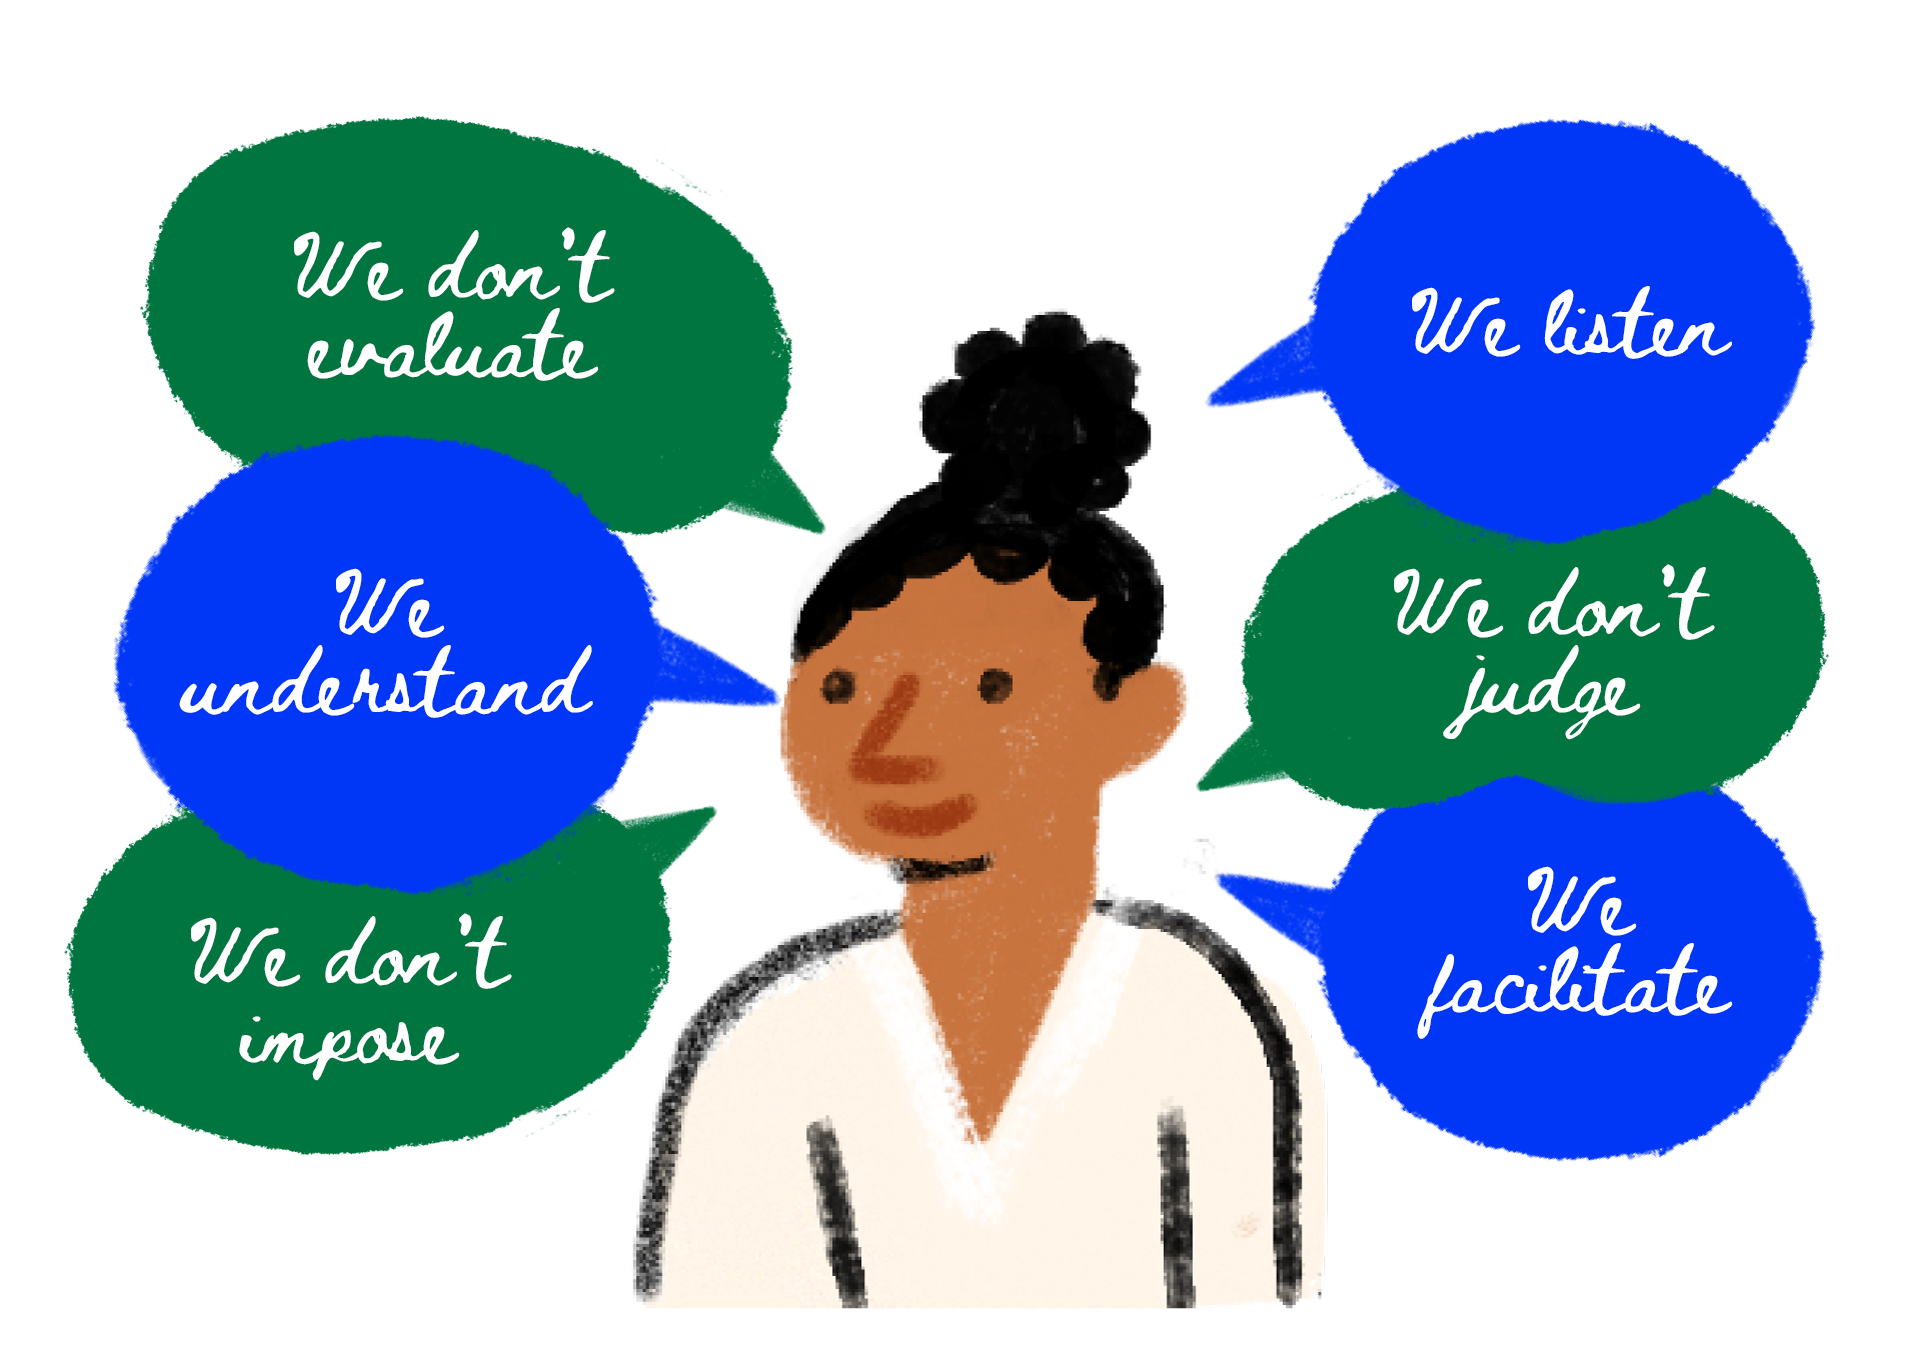 We don't
evaluate
We
understand
We don't
impose
We listen
We don't
judge
We
facilitate